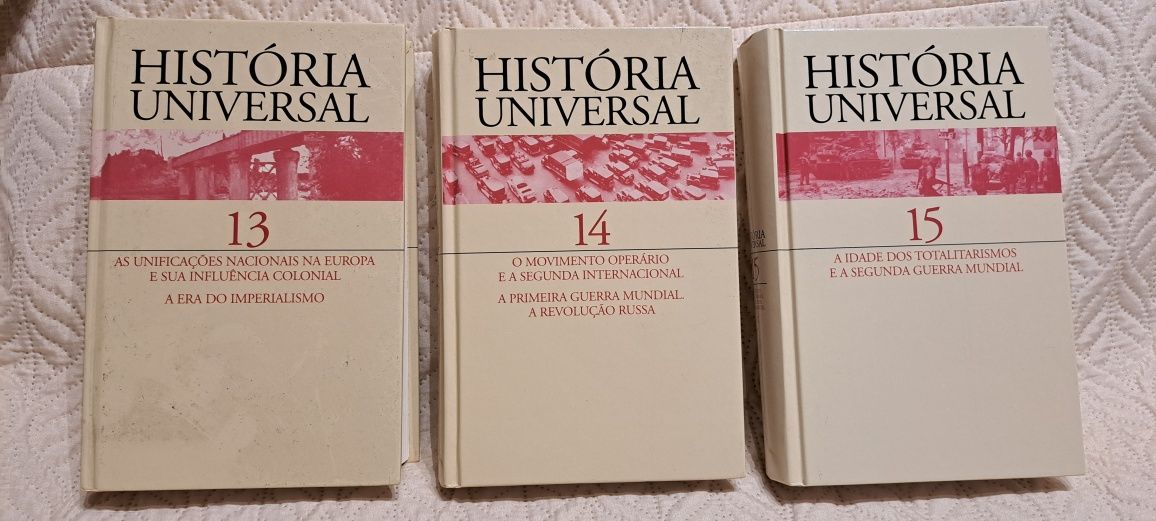 HISTÓRIA
UNIVERSAL
13
AS UNIFICAÇÕES NACIONAIS NA EUROPA
E SUA INFLUÊNCIA COLONIAL
A ERA DO IMPERIALISMO
HISTÓRIA
UNIVERSAL
14
O MOVIMENTO OPERÁRIO
E A SEGUNDA INTERNACIONAL
A PRIMEIRA GUERRA MUNDIAL.
A REVOLUÇÃO RUSSA
HISTÓRIA
UNIVERSAL
15
A IDADE DOS TOTALITARISMOS
E A SEGUNDA GUERRA MUNDIAL